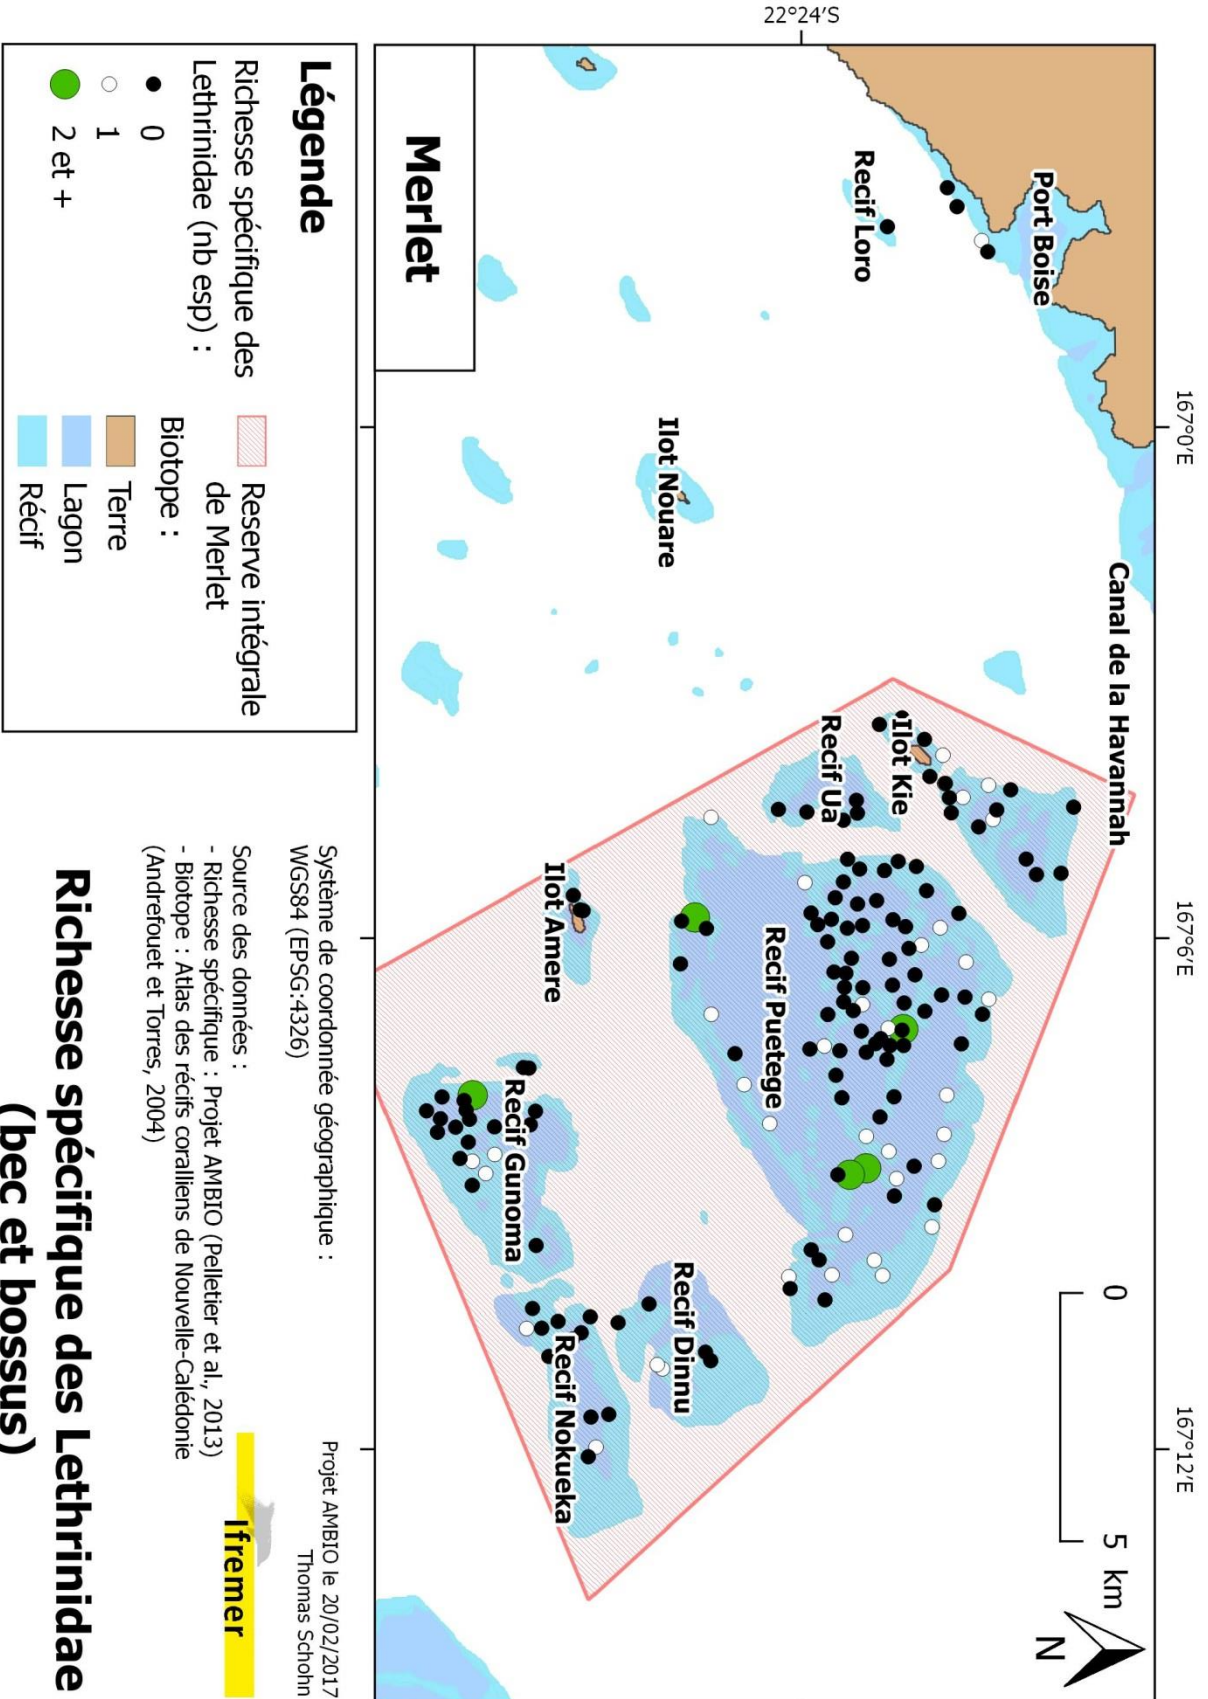 22°24'S
167°0'E
167°6'E
167°12'E
Port Boise
Canal de la Havannah
Recif Loro
Ilot Nouare
Ilot Kie
Recif Ua
Recif Puetege
Ilot Amere
Recif Gunoma
Recif Dinnu
Recif Nokueka
0 5 km
N
Merlet
Légende
Richesse spécifique des
Lethrinidae (nb esp) :
0
1
2 et +
Reserve intégrale
de Merlet
Biotope :
Terre
Lagon
Récif
Système de coordonnée géographique :
WGS84 (EPSG:4326)
Source des données :
- Richesse spécifique : Projet AMBIO (Pelletier et al., 2013)
- Biotope : Atlas des récifs coralliens de Nouvelle-Calédonie
(Andrefouet et Torres, 2004)
Projet AMBIO le 20/02/2017
Thomas Schohn
Ifremer
Richesse spécifique des Lethrinidae
(bec et bossus)